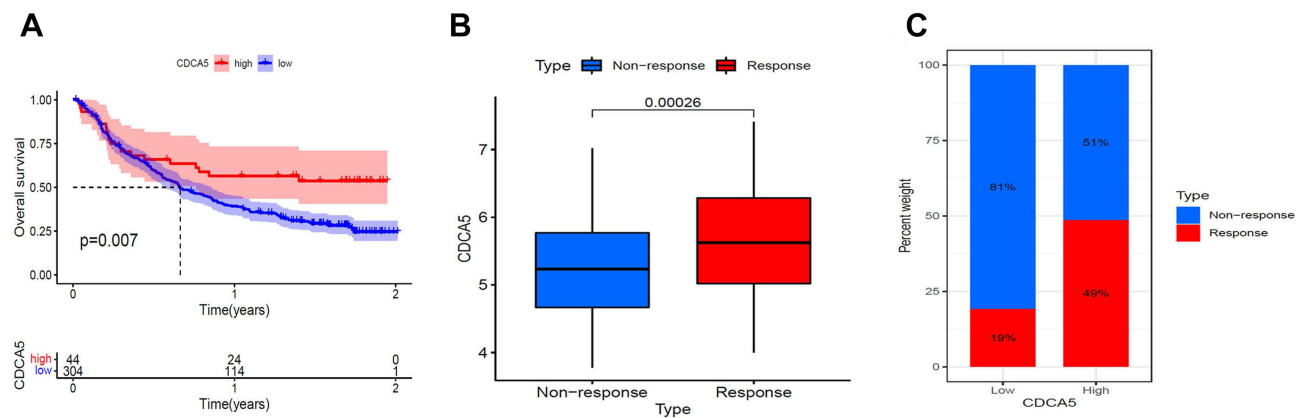 A
CDCA5 high low
Overall survival
1.00
0.75
0.50
0.25
0.00
p=0.007
0 1 2
Time(years)
CDCA5
high 44 24 0
low 304 114 1
0 1 2
Time(years)
B
Type Non-response Response
0.00026
CDCA5
7
6
5
4
Non-response Response
Type
C
Percent weight
100
75
50
25
0
81%
19%
51%
49%
Low High
CDCA5
Type
Non-response
Response